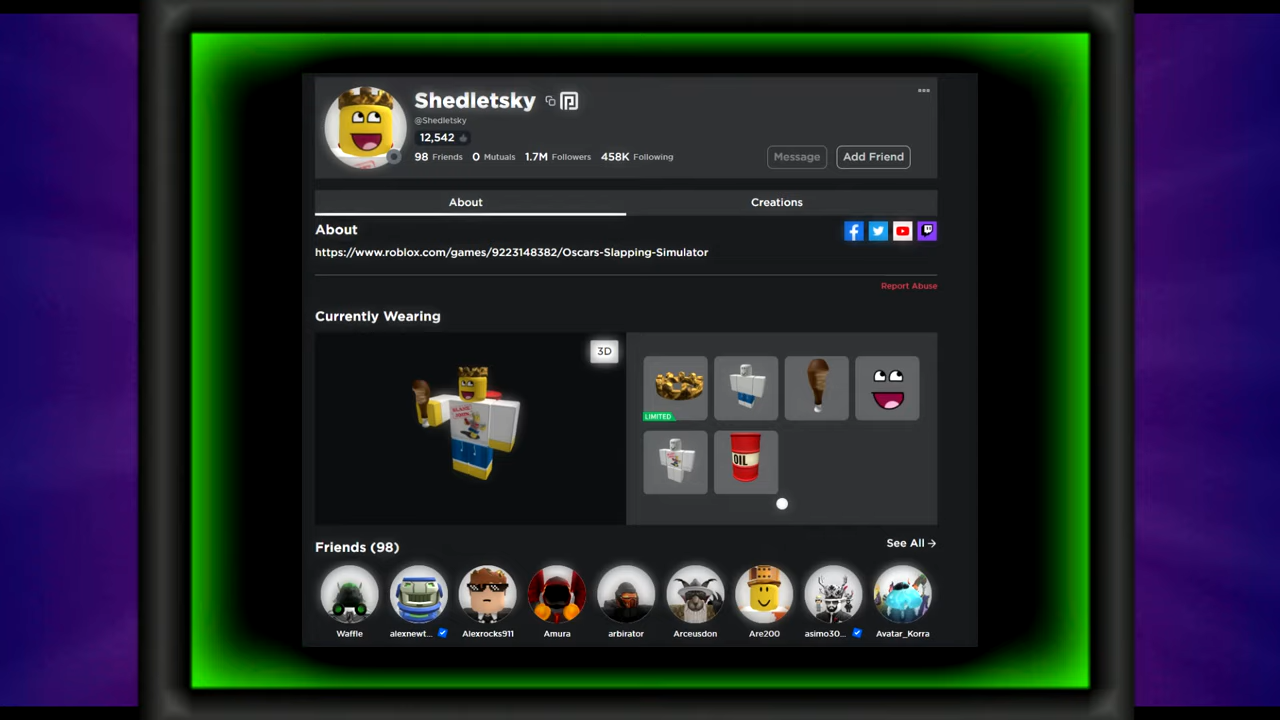 Shedletsky
@Shedletsky
12,542
98 Friends 0 Mutuals 1.7M Followers 458K Following
Message Add Friend
About Creations
About
https://www.roblox.com/games/9223148382/Oscars-Slapping-Simulator
Report Abuse
Currently Wearing
3D
LIMITED
OIL
Friends (98)
See All →
Waffle alexnewt... Alexrocks911 Amura arbirator Arceusdon Are200 asimo30... Avatar_Korra